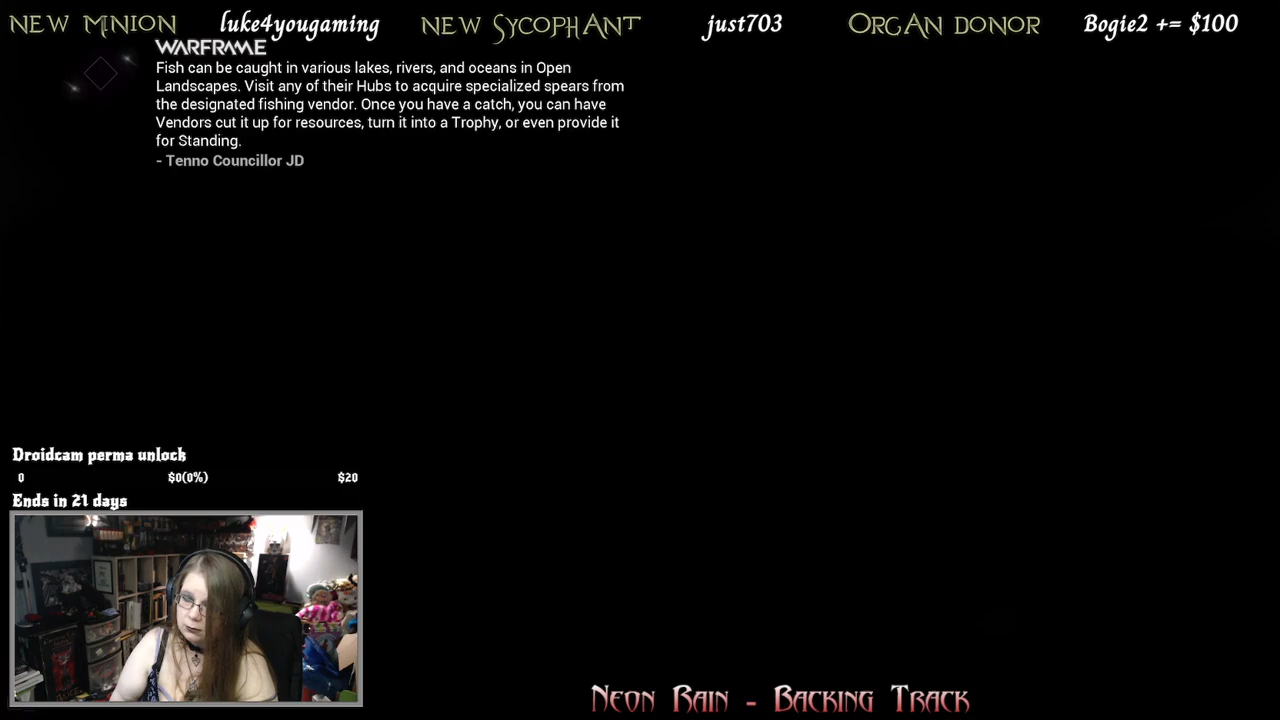 NEW MINION luke4yougaming NEW SYCOPHANT just703 ORGAN DONOR Bogie2 += $100
WARFRAME
Fish can be caught in various lakes, rivers, and oceans in Open
Landscapes. Visit any of their Hubs to acquire specialized spears from
the designated fishing vendor. Once you have a catch, you can have
Vendors cut it up for resources, turn it into a Trophy, or even provide it
for Standing.
- Tenno Councillor JD
Droidcam perma unlock
0 $0(0%) $20
Ends in 21 days
Neon Rain - Backing Track